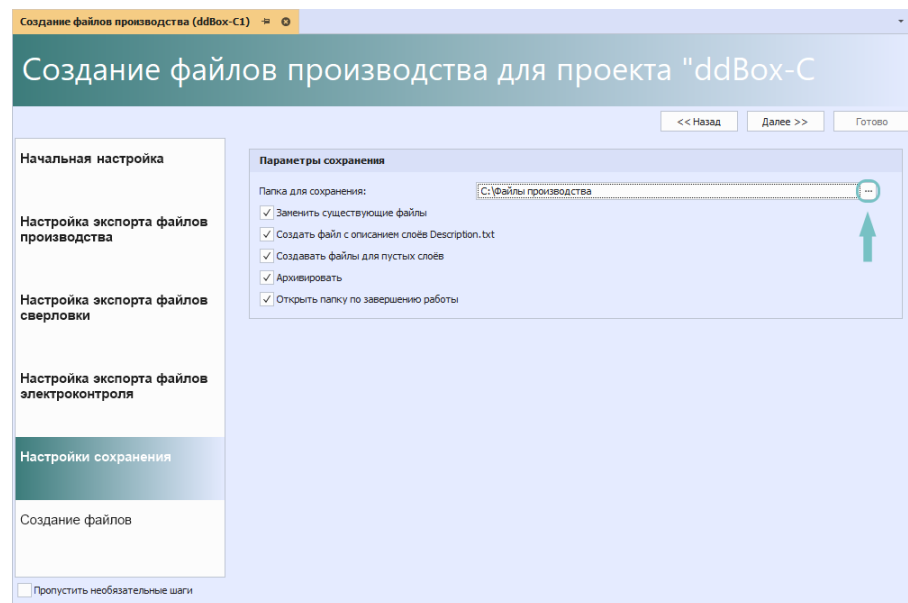 Создание файлов производства (ddBox-C1)
Создание файлов производства для проекта "ddBox-C
<< Назад
Далее >>
Готово
Начальная настройка
Настройка экспорта файлов
производства
Настройка экспорта файлов
сверловки
Настройка экспорта файлов
электроконтроля
Настройки сохранения
Создание файлов
Пропустить необязательные шаги
Параметры сохранения
Папка для сохранения:
C:\Файлы производства
...
Заменить существующие файлы
Создать файл с описанием слоёв Description.txt
Создавать файлы для пустых слоёв
Архивировать
Открыть папку по завершению работы